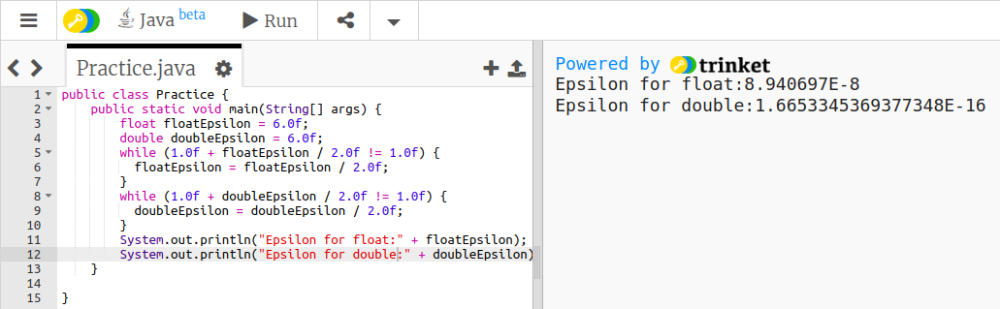 Java beta Run
Practice.java
Powered by trinket
Epsilon for float:8.940697E-8
Epsilon for double:1.6653345369377348E-16
1 public class Practice {
2 public static void main(String[] args) {
3 float floatEpsilon = 6.0f;
4 double doubleEpsilon = 6.0f;
5 while (1.0f + floatEpsilon / 2.0f != 1.0f) {
6 floatEpsilon = floatEpsilon / 2.0f;
7 }
8 while (1.0f + doubleEpsilon / 2.0f != 1.0f) {
9 doubleEpsilon = doubleEpsilon / 2.0f;
10 }
11 System.out.println("Epsilon for float:" + floatEpsilon);
12 System.out.println("Epsilon for double:" + doubleEpsilon)
13 }
14
15 }